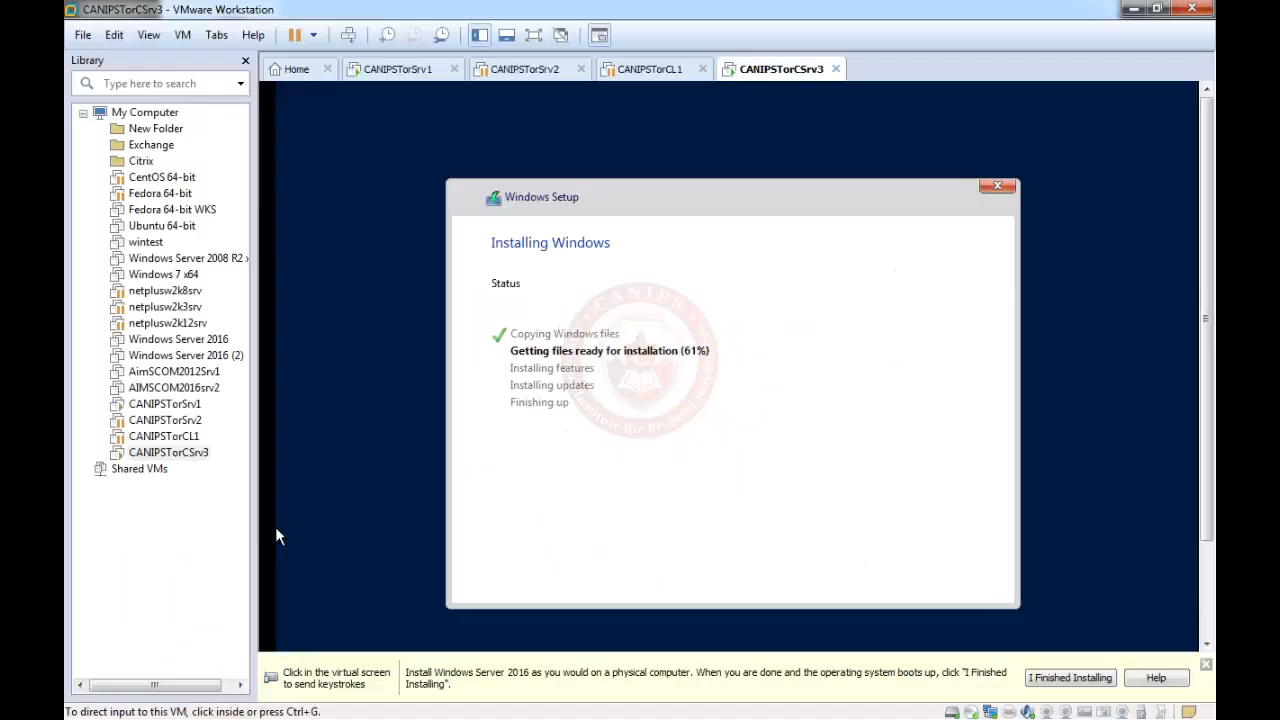 CANIPSTorCSrv3 - VMware Workstation
File Edit View VM Tabs Help
Library
Type here to search
Home CANIPSTorSrv1 CANIPSTorSrv2 CANIPSTorCL1 CANIPSTorCSrv3
My Computer
New Folder
Exchange
Citrix
CentOS 64-bit
Fedora 64-bit
Fedora 64-bit WKS
Ubuntu 64-bit
wintest
Windows Server 2008 R2 x
Windows 7 x64
netplusw2k8srv
netplusw2k3srv
netplusw2k12srv
Windows Server 2016
Windows Server 2016 (2)
AimSCOM2012Srv1
AIMSCOM2016srv2
CANIPSTorSrv1
CANIPSTorSrv2
CANIPSTorCL1
CANIPSTorCSrv3
Shared VMs
Windows Setup
Installing Windows
Status
Copying Windows files
Getting files ready for installation (61%)
Installing features
Installing updates
Finishing up
CANIPS
Institute for Professional
Click in the virtual screen
to send keystrokes
Install Windows Server 2016 as you would on a physical computer. When you are done and the operating system boots up, click "I Finished
Installing".
I Finished Installing
Help
To direct input to this VM, click inside or press Ctrl+G.